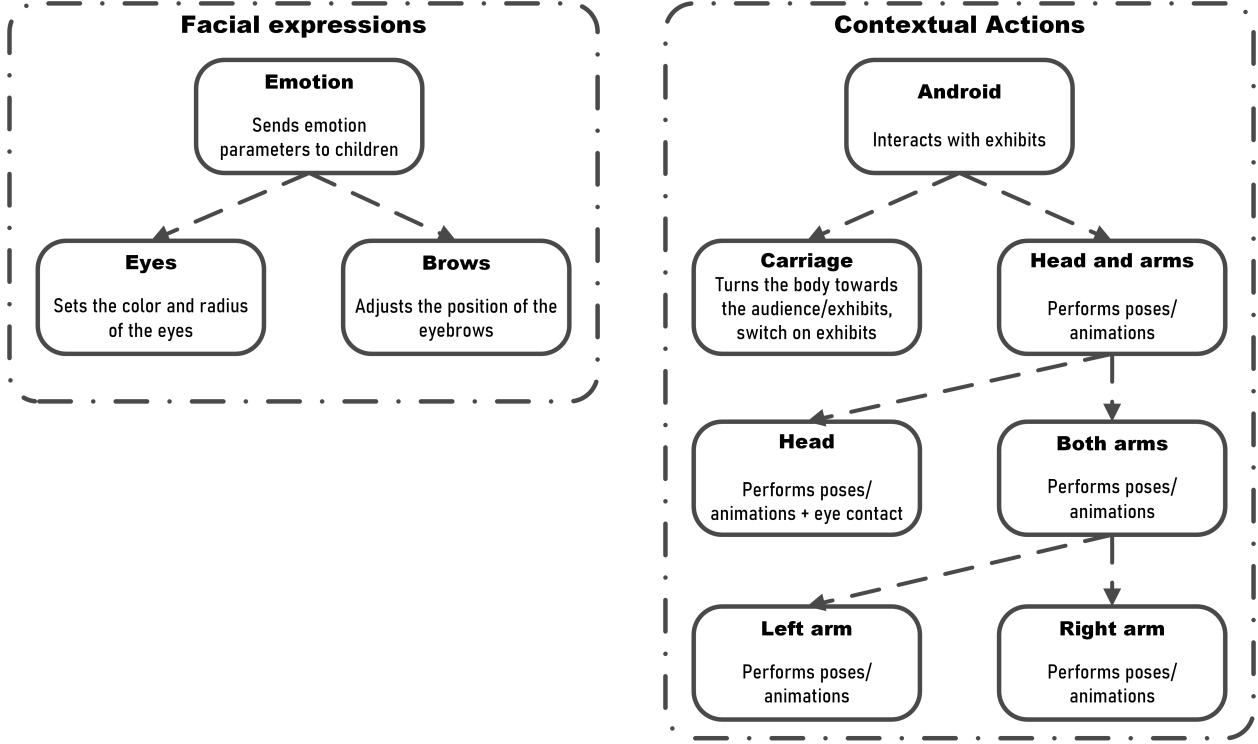 Facial expressions
Emotion
Sends emotion
parameters to children
Eyes
Sets the color and radius
of the eyes
Brows
Adjusts the position of the
eyebrows
Contextual Actions
Android
Interacts with exhibits
Carriage
Turns the body towards
the audience/exhibits,
switch on exhibits
Head and arms
Performs poses/
animations
Head
Performs poses/
animations + eye contact
Both arms
Performs poses/
animations
Left arm
Performs poses/
animations
Right arm
Performs poses/
animations